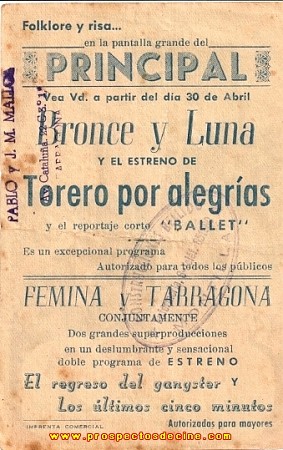 Folklore y risa...
en la pantalla grande del
PRINCIPAL
Vea Vd. a partir del día 30 de Abril
Bronce y Luna
Y EL ESTRENO DE
Torero por alegrías
y el reportaje corto "BALLET"
Es un excepcional programa
Autorizado para todos los públicos
FEMINA y TARRAGONA
CONJUNTAMENTE
Dos grandes superproducciones
en un deslumbrante y sensacional
doble programa de ESTRENO
El regreso del gangster Y
Los últimos cinco minutos
IMPRENTA COMERCIAL
Autorizadas para mayores
www.prospectosdecine.com
PABLO y J. M. MALLOL
Cataluña